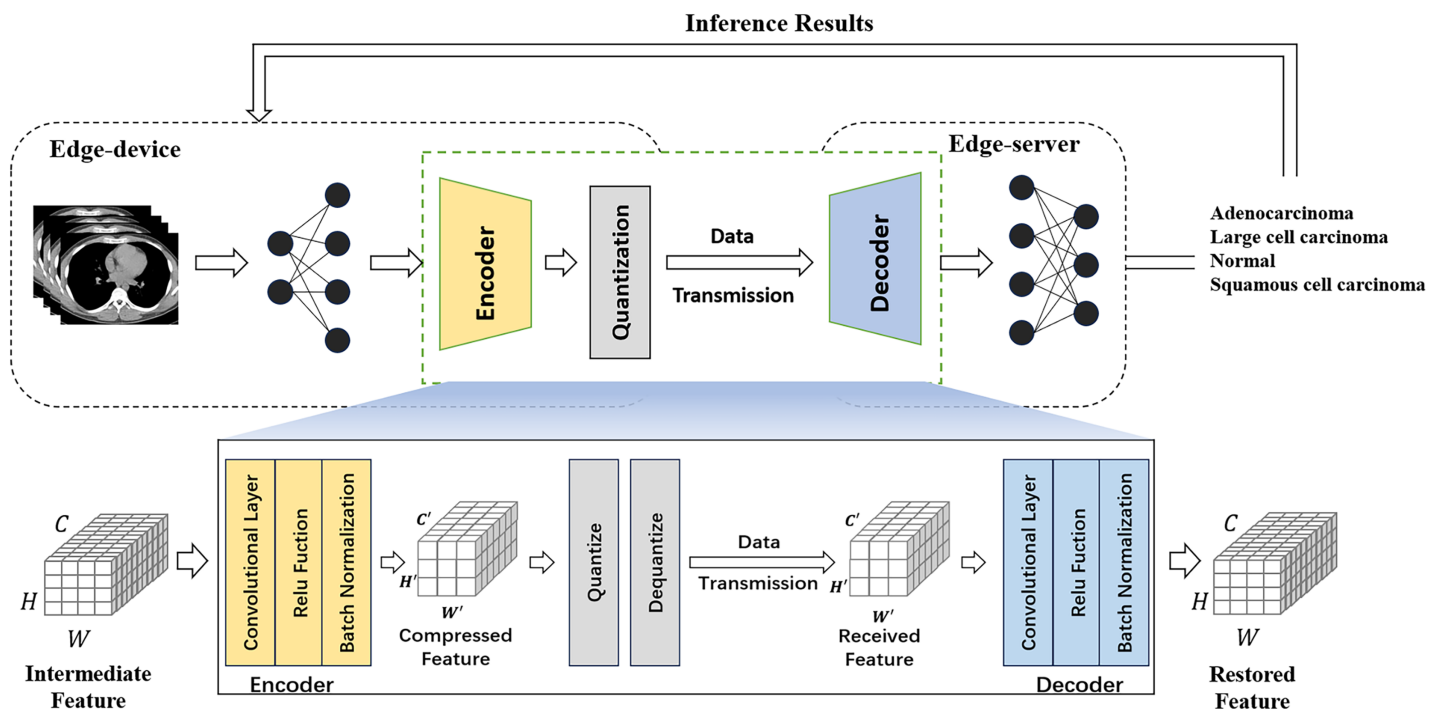 Inference Results
Edge-device
Edge-server
Encoder
Quantization
Data
Transmission
Decoder
Adenocarcinoma
Large cell carcinoma
Normal
Squamous cell carcinoma
C
H
W
Intermediate
Feature
Convolutional Layer
Relu Fuction
Batch Normalization
Encoder
C'
H'
W'
Compressed
Feature
Quantize
Dequantize
Data
Transmission
C'
H'
W'
Received
Feature
Convolutional Layer
Relu Fuction
Batch Normalization
Decoder
C
H
W
Restored
Feature